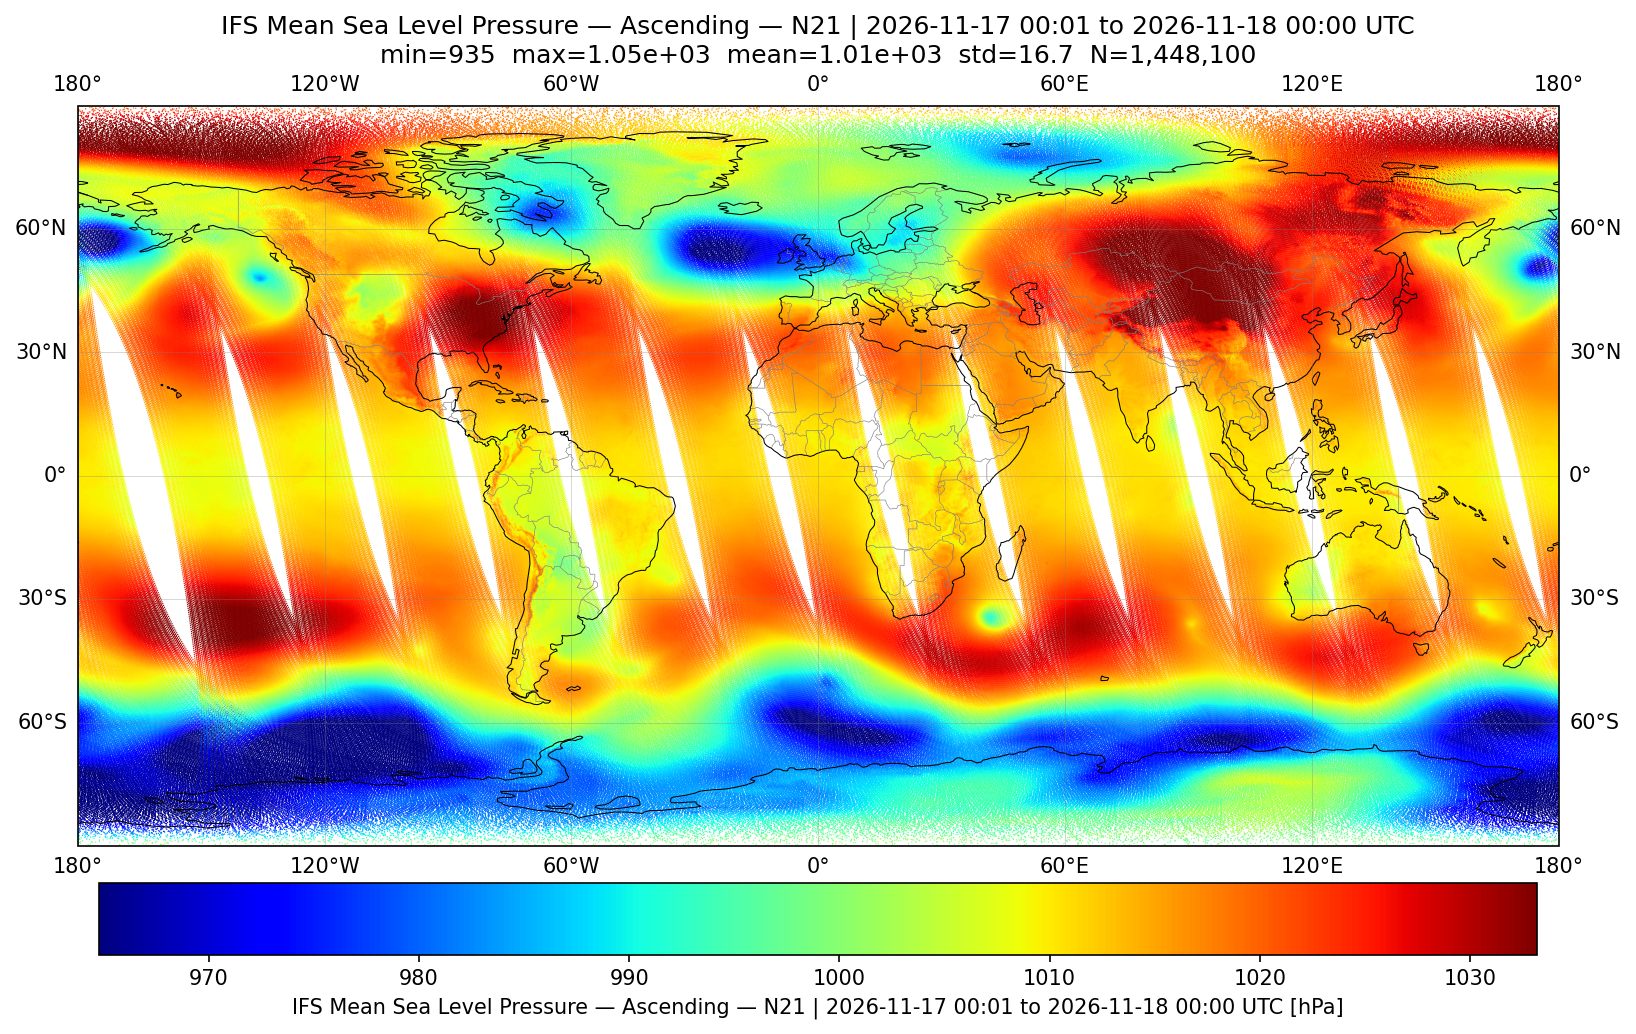 IFS Mean Sea Level Pressure — Ascending — N21 | 2026-11-17 00:01 to 2026-11-18 00:00 UTC
min=935 max=1.05e+03 mean=1.01e+03 std=16.7 N=1,448,100
180° 120°W 60°W 0° 60°E 120°E 180°
60°N 60°N
30°N 30°N
0° 0°
30°S 30°S
60°S 60°S
180° 120°W 60°W 0° 60°E 120°E 180°
970 980 990 1000 1010 1020 1030
IFS Mean Sea Level Pressure — Ascending — N21 | 2026-11-17 00:01 to 2026-11-18 00:00 UTC [hPa]